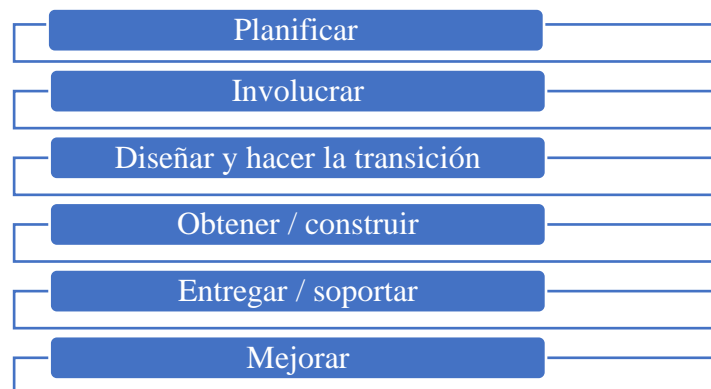 Planificar
Involucrar
Diseñar y hacer la transición
Obtener / construir
Entregar / soportar
Mejorar